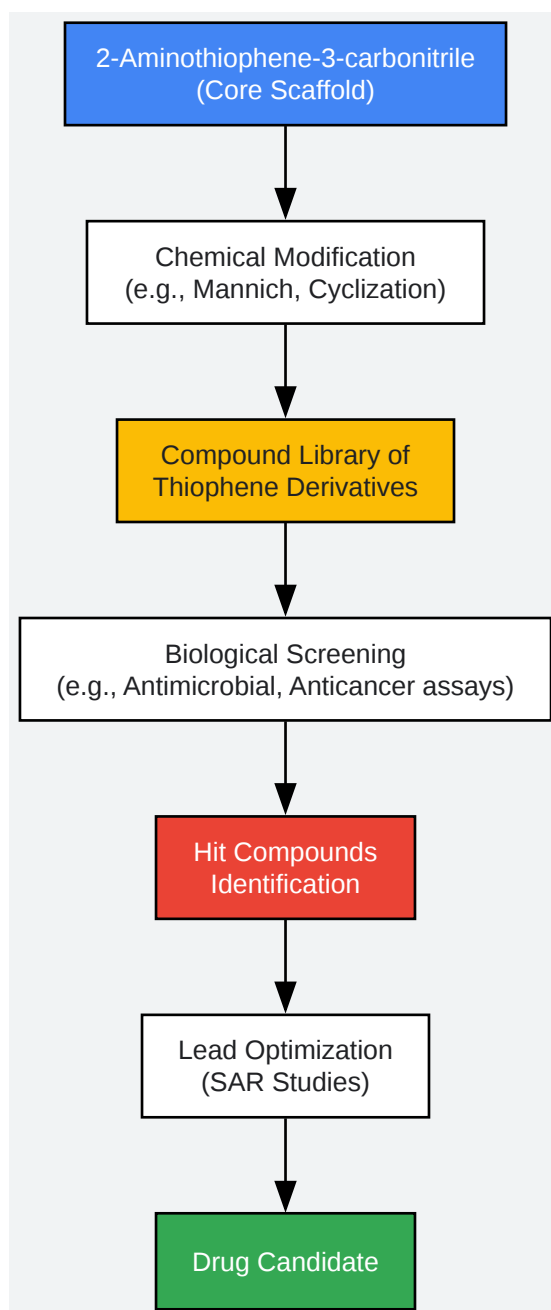 2-Aminothiophene-3-carbonitrile
(Core Scaffold)
Chemical Modification
(e.g., Mannich, Cyclization)
Compound Library of
Thiophene Derivatives
Biological Screening
(e.g., Antimicrobial, Anticancer assays)
Hit Compounds
Identification
Lead Optimization
(SAR Studies)
Drug Candidate